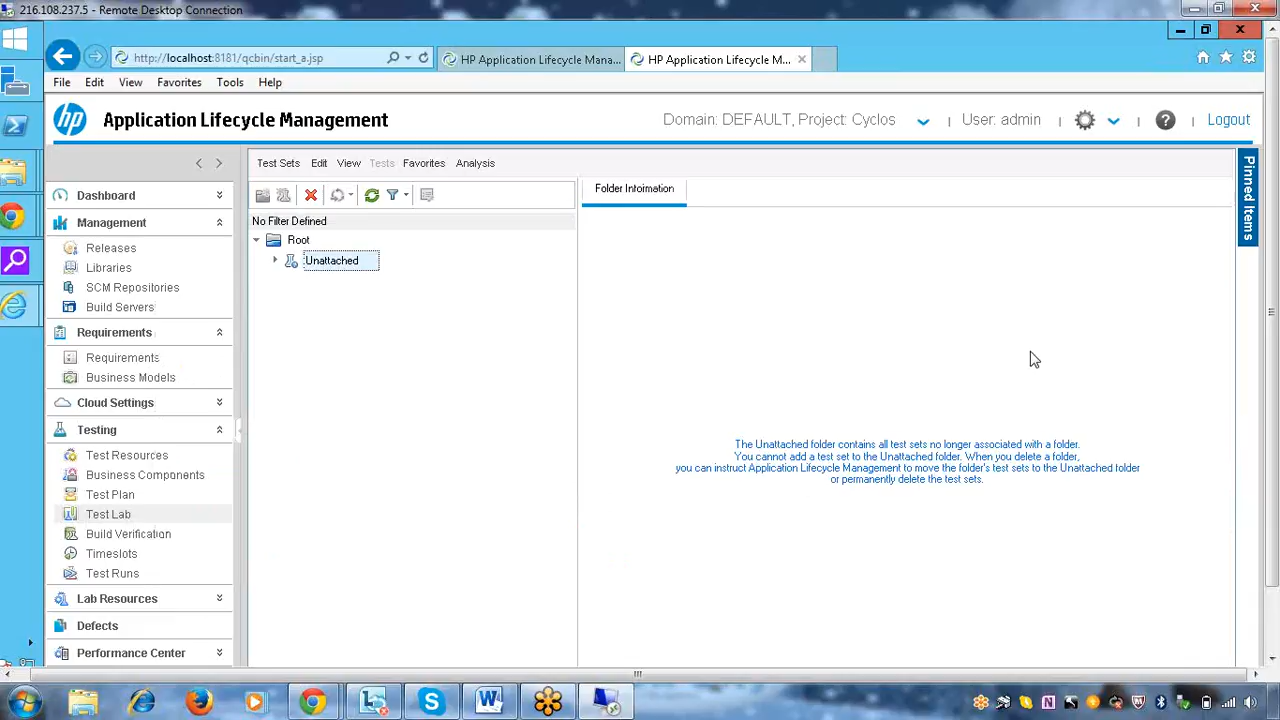 216.108.237.5 - Remote Desktop Connection
http://localhost:8181/qcbin/start_a.jsp
HP Application Lifecycle Mana...
HP Application Lifecycle M...
File Edit View Favorites Tools Help
hp Application Lifecycle Management
Domain: DEFAULT, Project: Cyclos
User: admin
Logout
Test Sets Edit View Tests Favorites Analysis
Pinned Items
Dashboard
Management
Releases
Libraries
SCM Repositories
Build Servers
Requirements
Requirements
Business Models
Cloud Settings
Testing
Test Resources
Business Components
Test Plan
Test Lab
Build Verification
Timeslots
Test Runs
Lab Resources
Defects
Performance Center
No Filter Defined
Root
Unattached
Folder Information
The Unattached folder contains all test sets no longer associated with a folder.
You cannot add a test set to the Unattached folder. When you delete a folder,
you can instruct Application Lifecycle Management to move the folder's test sets to the Unattached folder
or permanently delete the test sets.